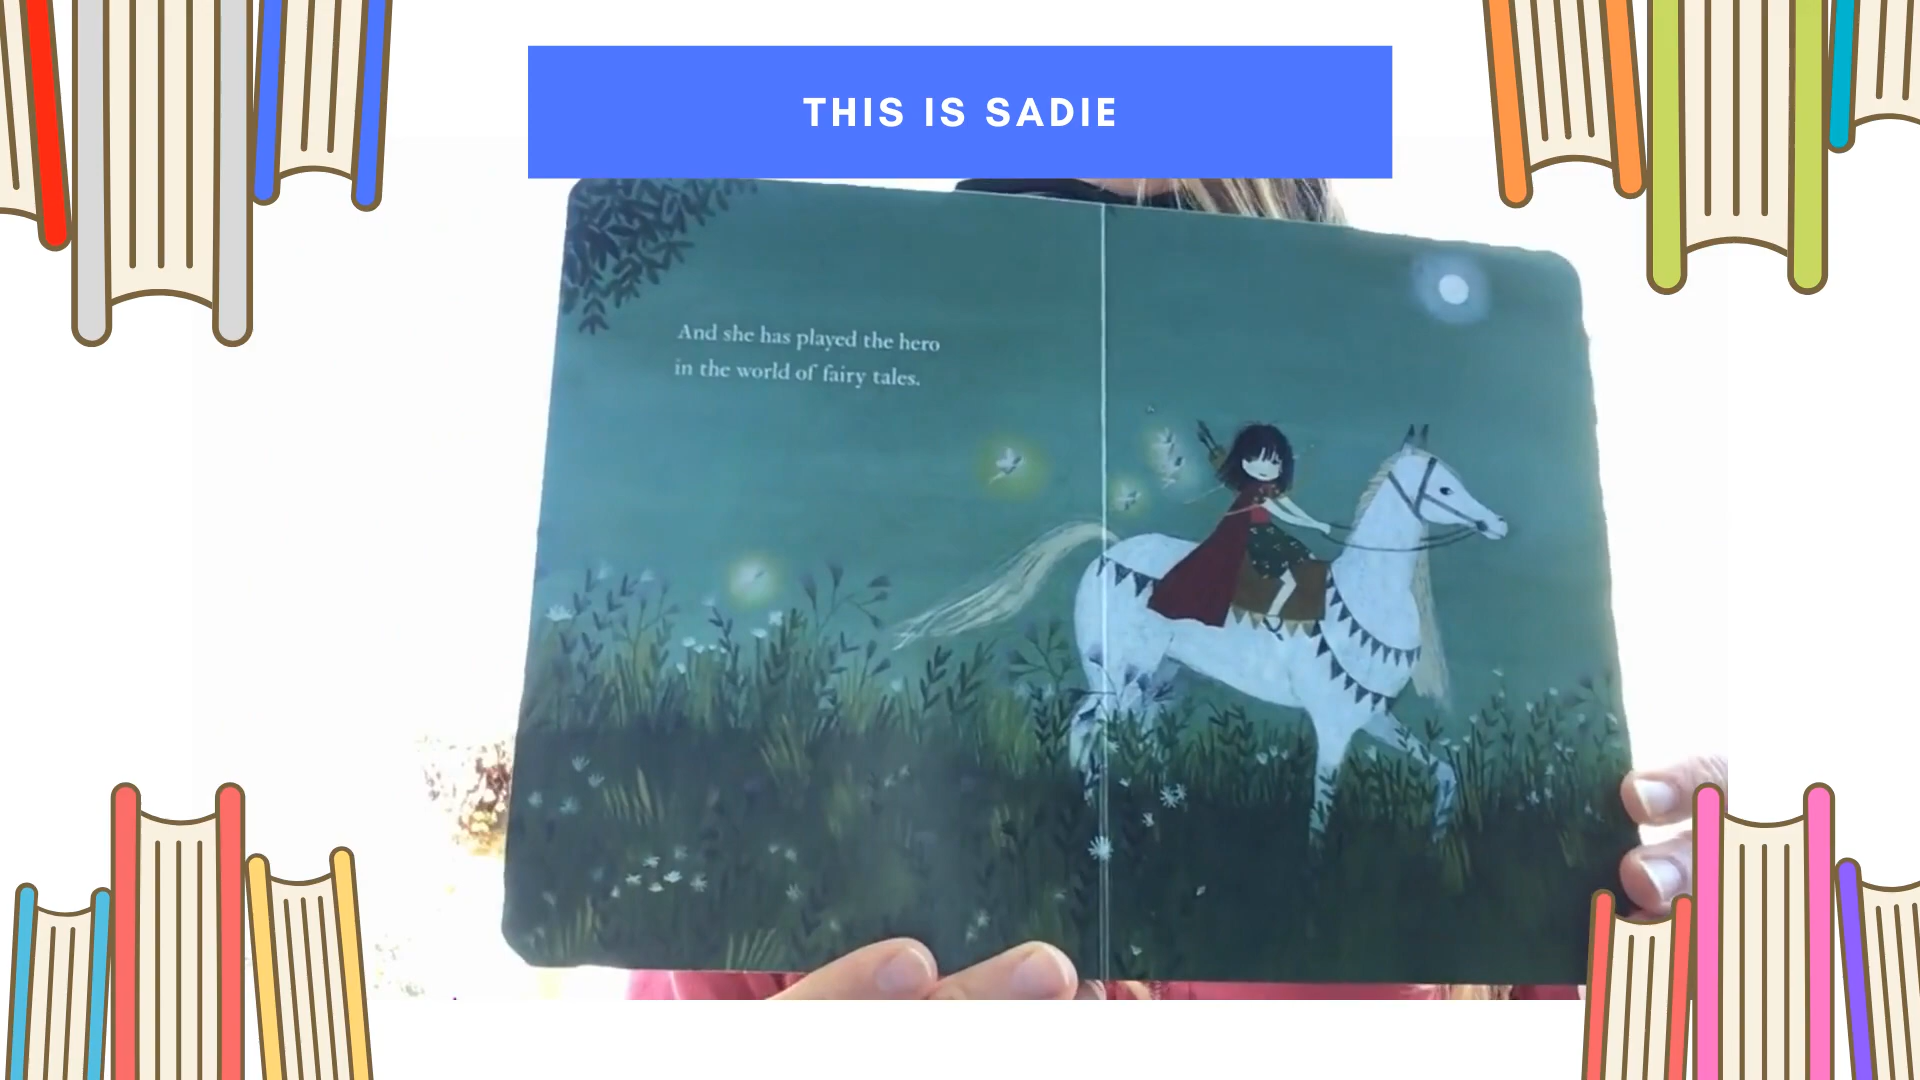 THIS IS SADIE
And she has played the hero
in the world of fairy tales.